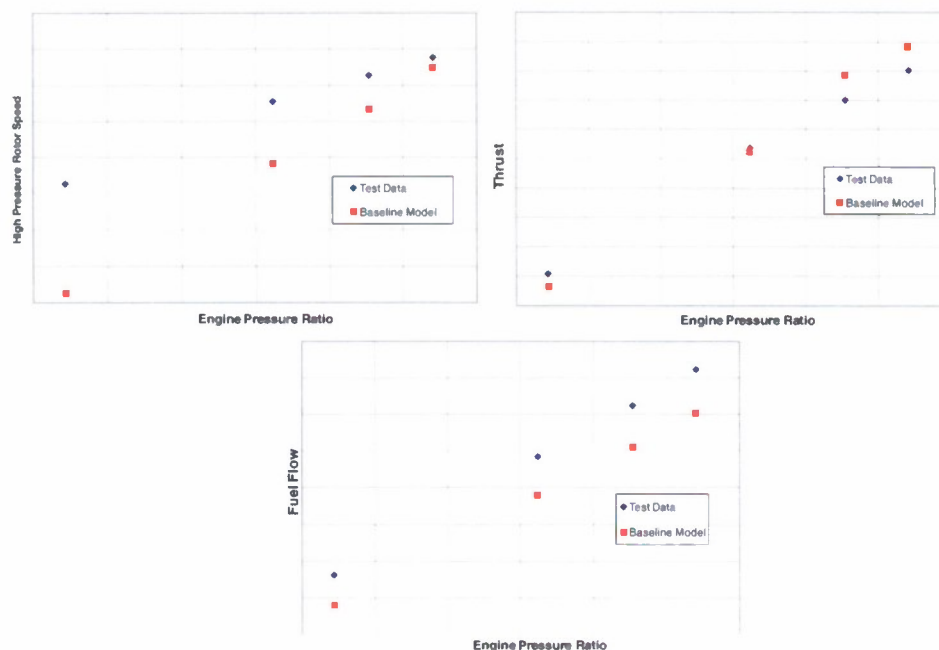 High Pressure Rotor Speed
Test Data
Baseline Model
Engine Pressure Ratio
Thrust
Test Data
Baseline Model
Engine Pressure Ratio
Fuel Flow
Test Data
Baseline Model
Engine Pressure Ratio